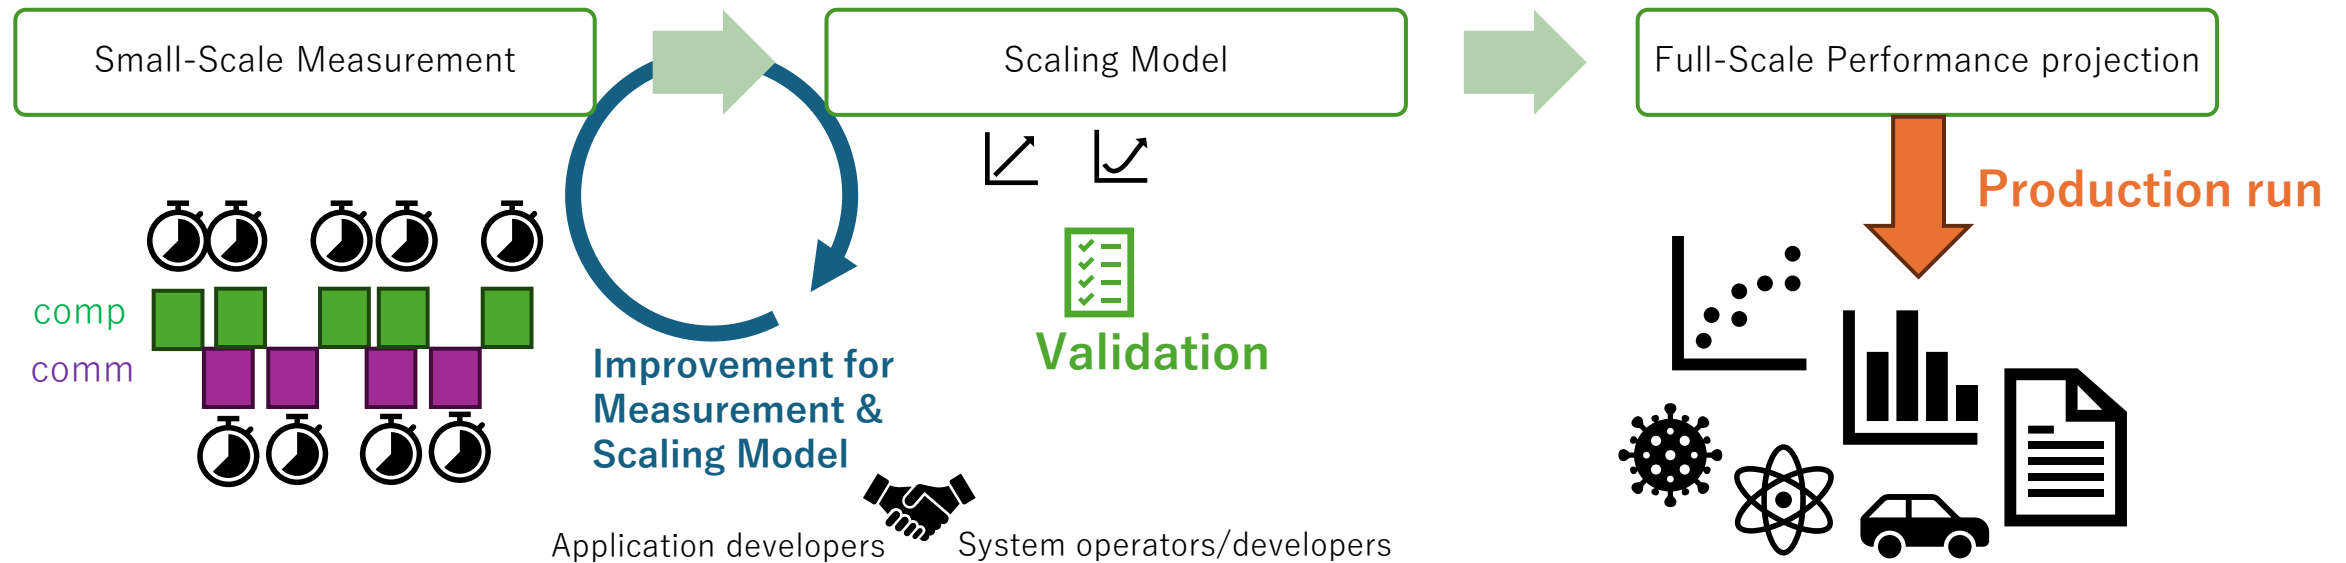 Small-Scale Measurement
Scaling Model
Full-Scale Performance projection
Production run
comp
comm
Validation
Improvement for
Measurement &
Scaling Model
Application developers
System operators/developers